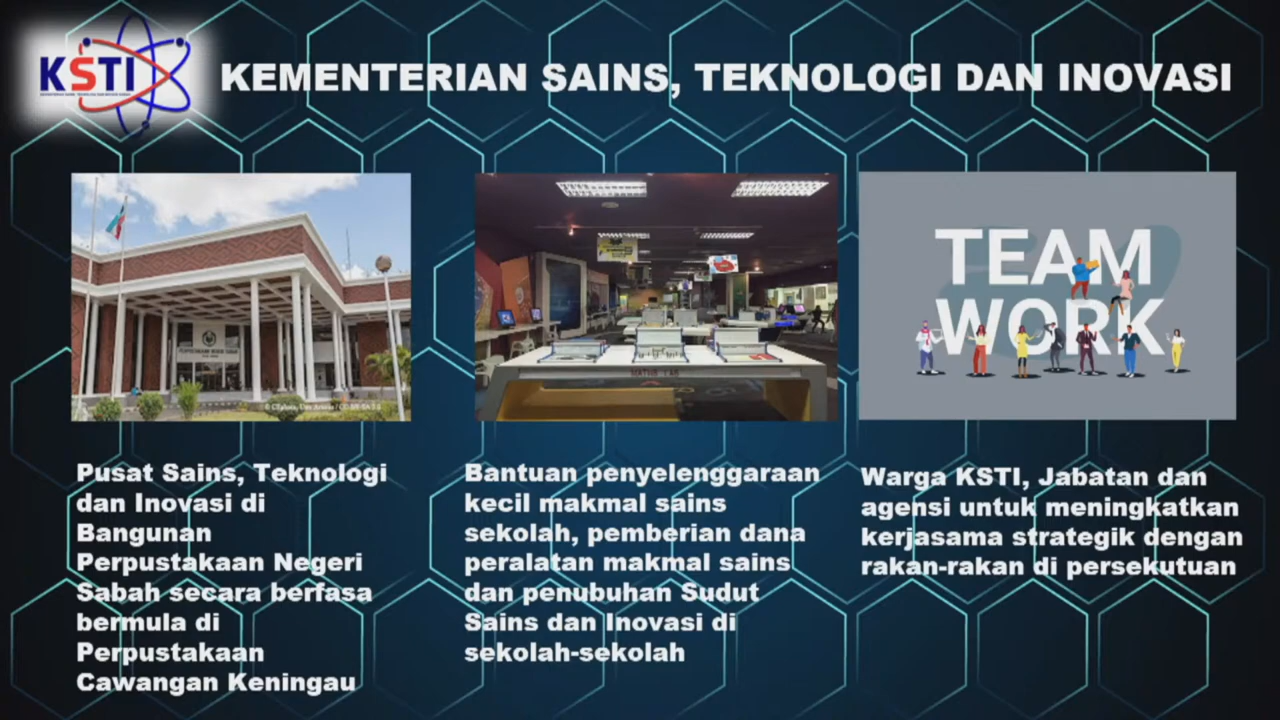 KSTI
KEMENTERIAN SAINS, TEKNOLOGI DAN INOVASI
TEAM
WORK
MATHS LAB
Pusat Sains, Teknologi
dan Inovasi di
Bangunan
Perpustakaan Negeri
Sabah secara berfasa
bermula di
Perpustakaan
Cawangan Keningau
Bantuan penyelenggaraan
kecil makmal sains
sekolah, pemberian dana
peralatan makmal sains
dan penubuhan Sudut
Sains dan Inovasi di
sekolah-sekolah
Warga KSTI, Jabatan dan
agensi untuk meningkatkan
kerjasama strategik dengan
rakan-rakan di persekutuan